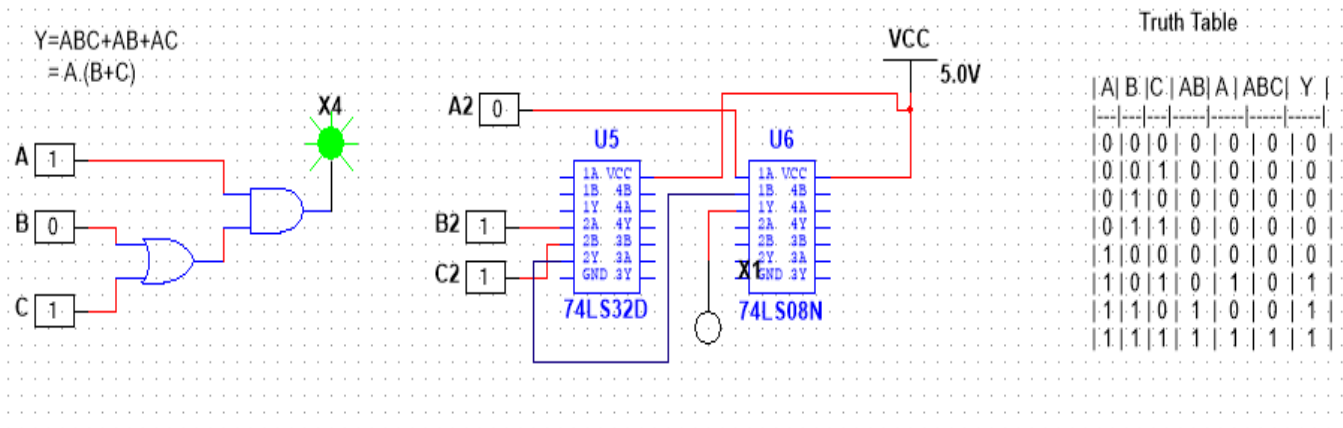 Y=ABC+AB+AC
= A.(B+C)
X4
A 1
B 0
C 1
A2 0
B2 1
C2 1
U5
1A VCC
1B 4B
1Y 4A
2A 4Y
2B 3B
2Y 3A
GND 3Y
74LS32D
U6
1A VCC
1B 4B
1Y 4A
2A 4Y
2B 3B
2Y 3A
GND 3Y
74LS08N
X1
VCC
5.0V
Truth Table
|A| B |C | AB| A | ABC| Y |
|---|---|---|-----|-----|-----|-----|
| 0 | 0 | 0 | 0 | 0 | 0 | 0 |
| 0 | 0 | 1 | 0 | 0 | 0 | 0 |
| 0 | 1 | 0 | 0 | 0 | 0 | 0 |
| 0 | 1 | 1 | 0 | 0 | 0 | 0 |
| 1 | 0 | 0 | 0 | 0 | 0 | 0 |
| 1 | 0 | 1 | 0 | 1 | 0 | 1 |
| 1 | 1 | 0 | 1 | 0 | 0 | 1 |
| 1 | 1 | 1 | 1 | 1 | 1 | 1 |